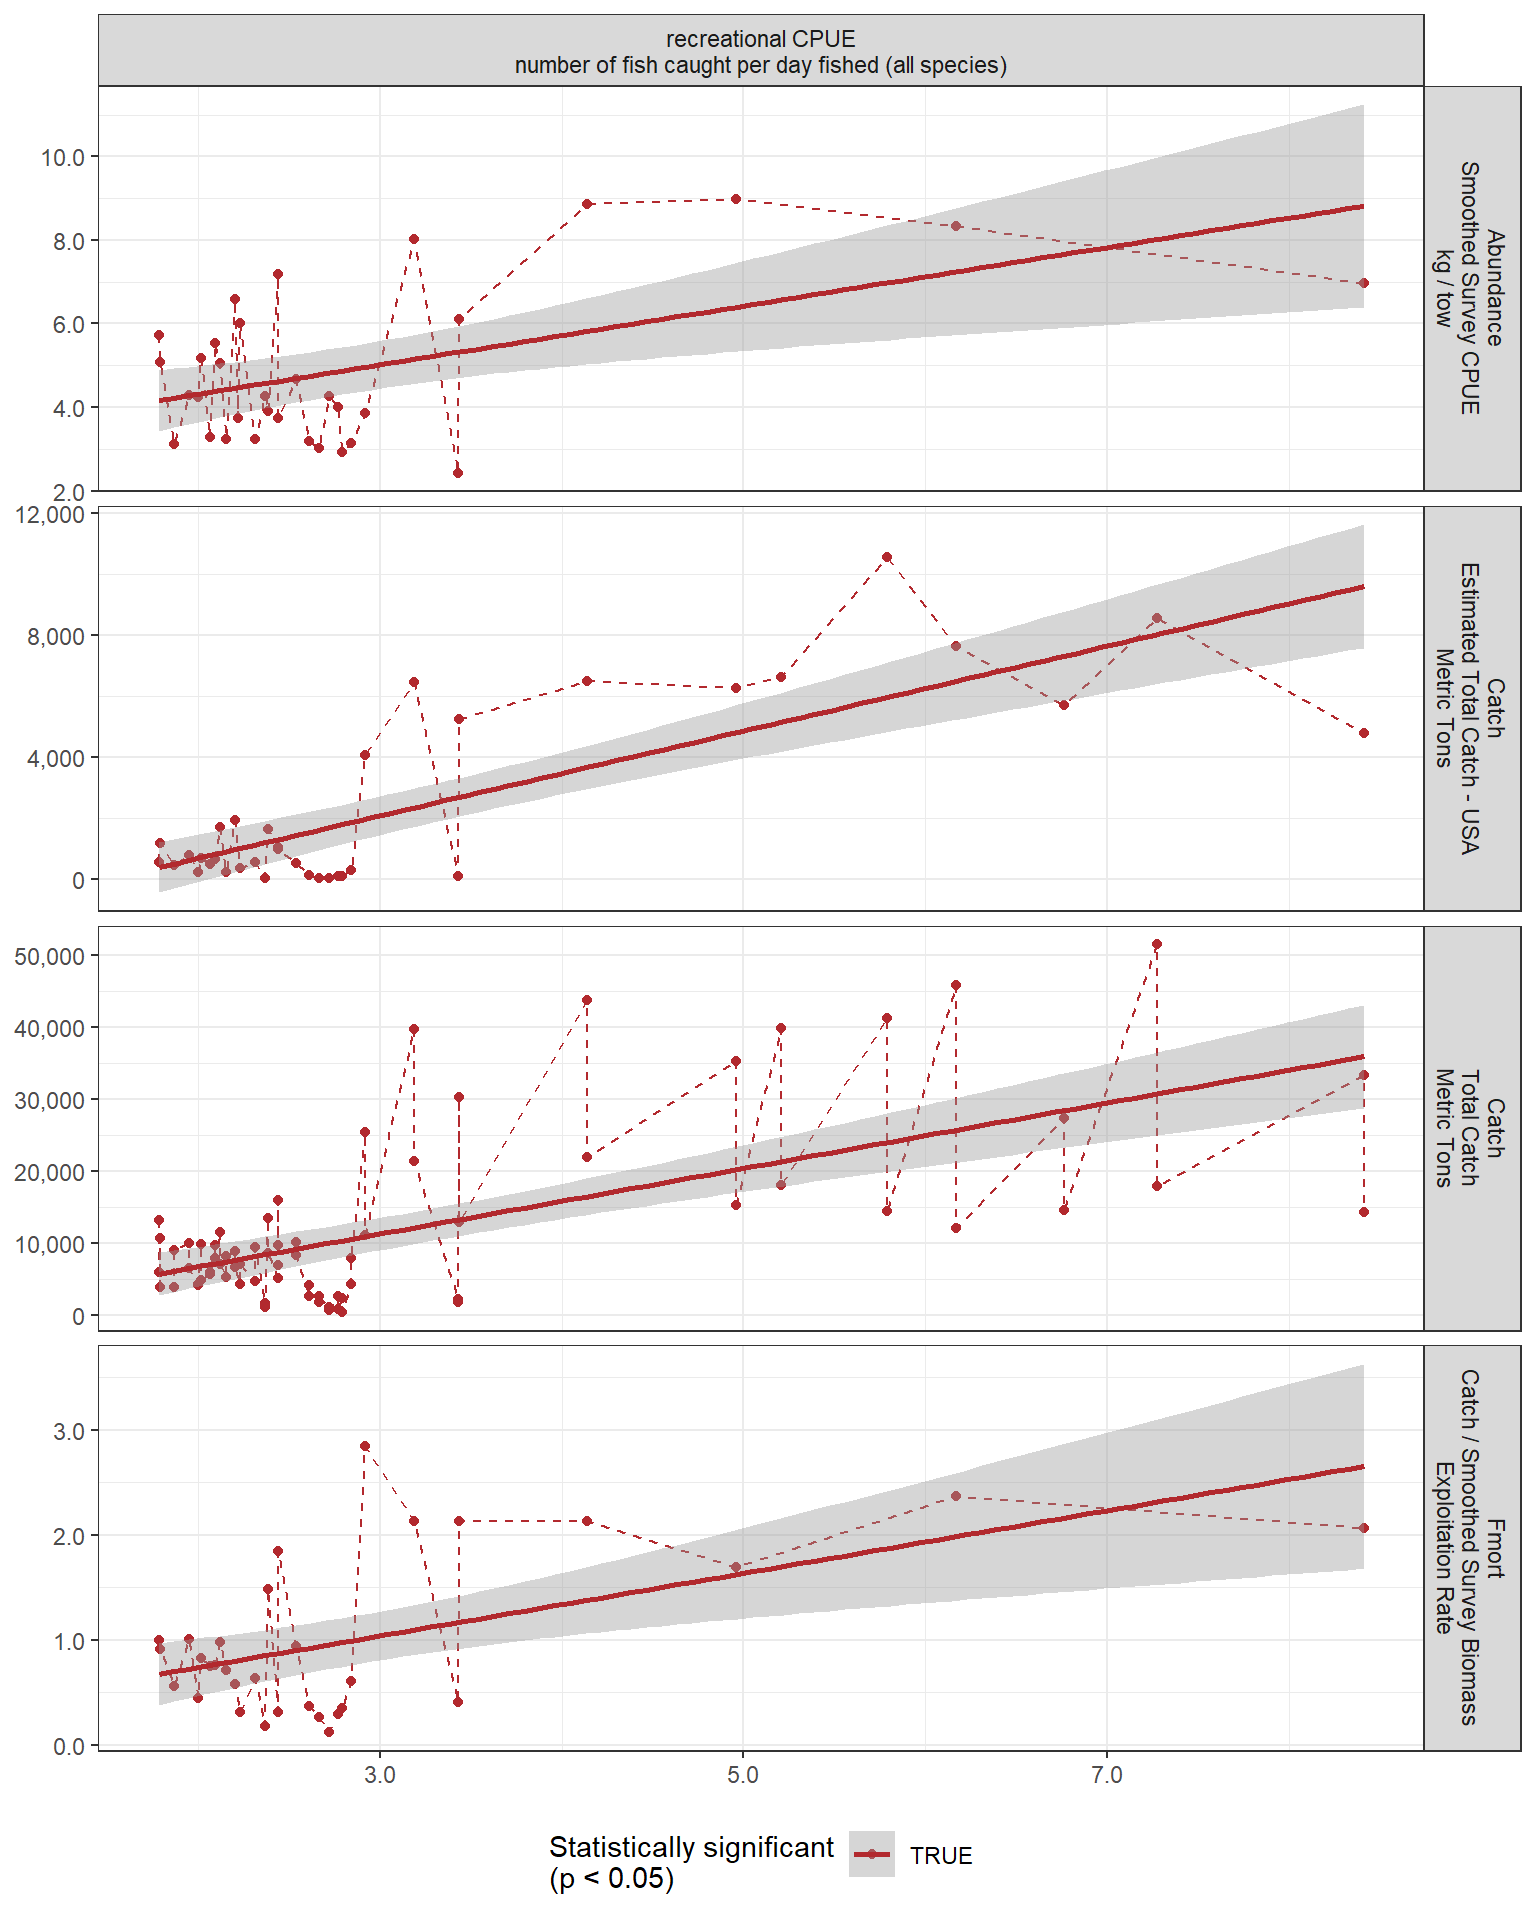 recreational CPUE
number of fish caught per day fished (all species)
10.0
8.0
6.0
4.0
2.0
Abundance
Smoothed Survey CPUE
kg / tow
12,000
8,000
4,000
0
Catch
Estimated Total Catch - USA
Metric Tons
50,000
40,000
30,000
20,000
10,000
0
Catch
Total Catch
Metric Tons
3.0
2.0
1.0
0.0
Fmort
Catch / Smoothed Survey Biomass
Exploitation Rate
3.0
5.0
7.0
Statistically significant
(p < 0.05)
TRUE